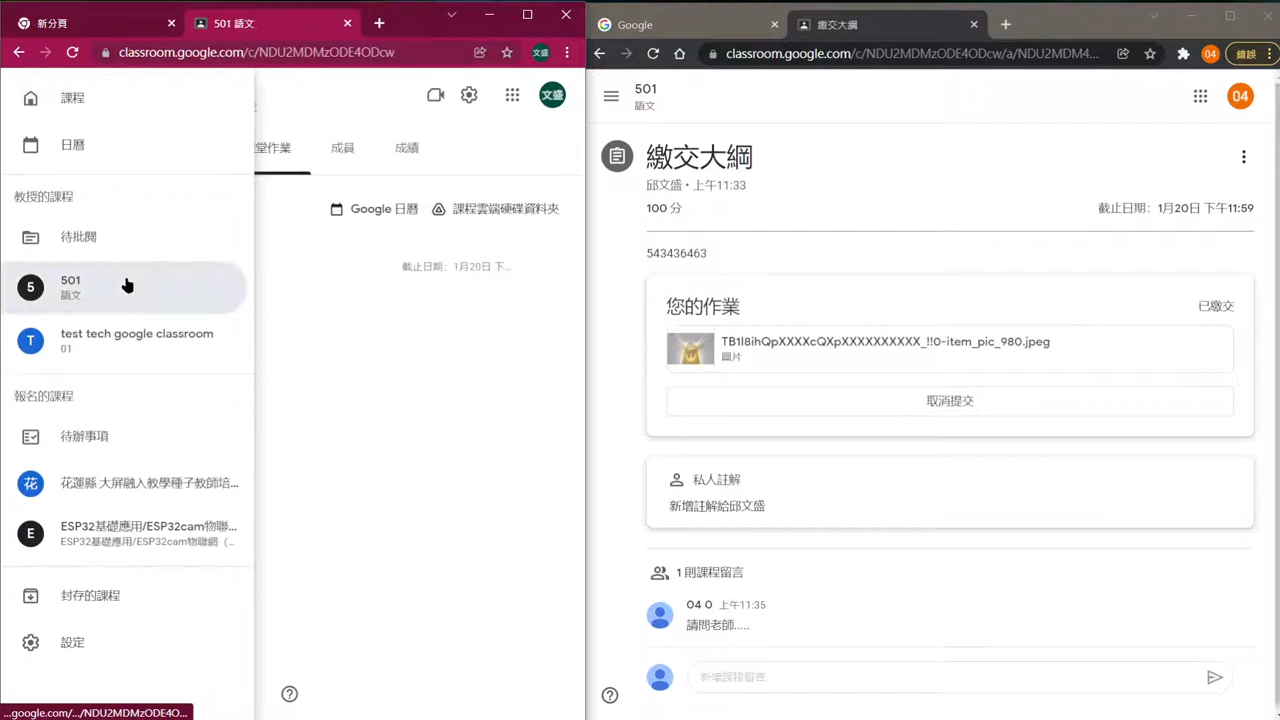 新分頁
501 語文
classroom.google.com/c/NDU2MDMzODE4ODcw
文盛
課程
日曆
教授的課程
待批閱
5
501
語文
T
test tech google classroom
01
報名的課程
待辦事項
花
花蓮縣 大屏融入教學種子教師培...
E
ESP32基礎應用/ESP32cam物聯...
ESP32基礎應用/ESP32cam物聯網（...
封存的課程
設定
...google.com/.../NDU2MDMzODE4O...
文盛
堂作業
成員
成績
Google 日曆
課程雲端硬碟資料夾
截止日期：1月20日 下...
Google
繳交大綱
classroom.google.com/c/NDU2MDMzODE4ODcw/a/NDU2MDM4...
04
錯誤
501
語文
04
繳交大綱
邱文盛 • 上午11:33
100 分
截止日期：1月20日 下午11:59
543436463
您的作業
已繳交
TB1l8ihQpXXXXcQXpXXXXXXXXXX_!!0-item_pic_980.jpeg
圖片
取消提交
私人註解
新增註解給邱文盛
1 則課程留言
04 0 上午11:35
請問老師.....
新增課程留言